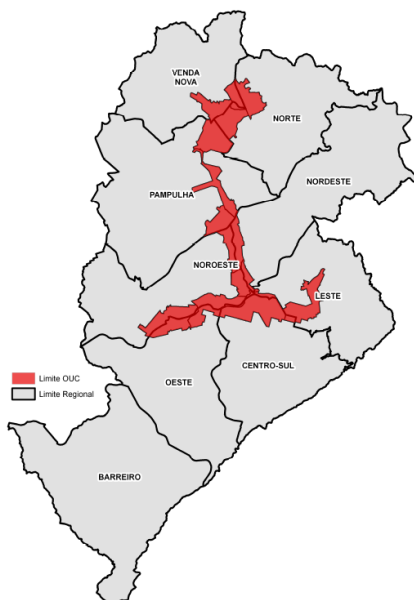 VENDA
NOVA
NORTE
NORDESTE
PAMPULHA
NOROESTE
LESTE
CENTRO-SUL
OESTE
Limite OUC
Limite Regional
BARREIRO